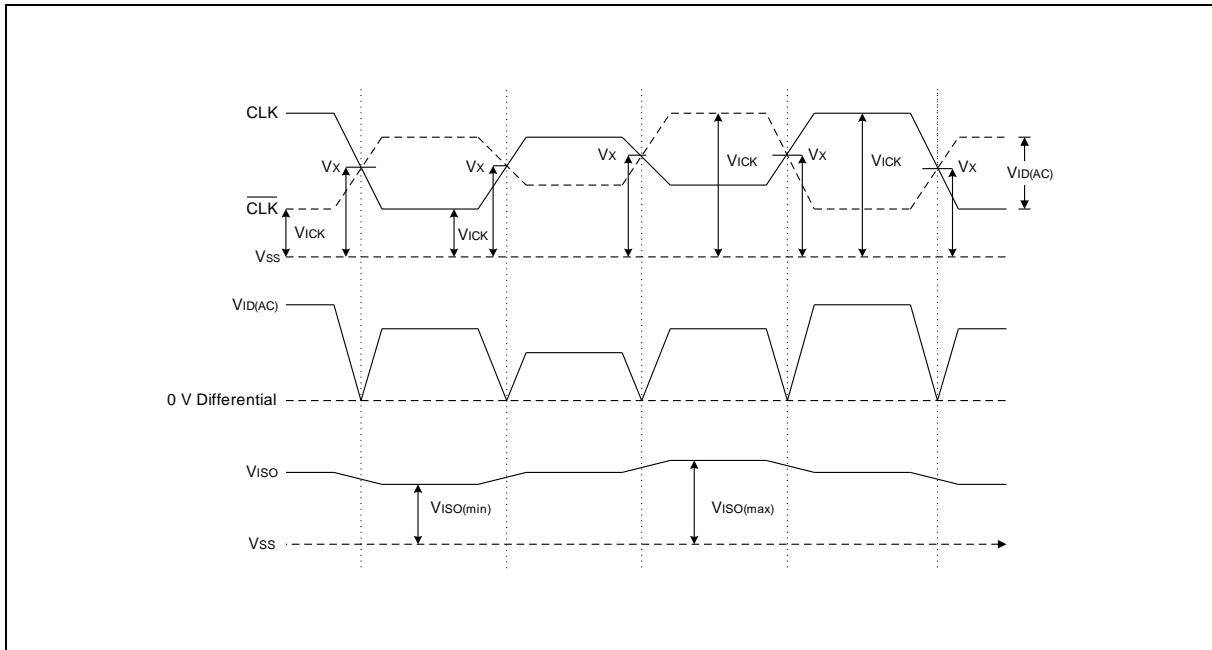 CLK
VX
VX
VX
VICK
VX
VICK
VX
VID(AC)
CLK
VICK
VICK
VSS
VID(AC)
0 V Differential
VISO
VISO(min)
VISO(max)
VSS